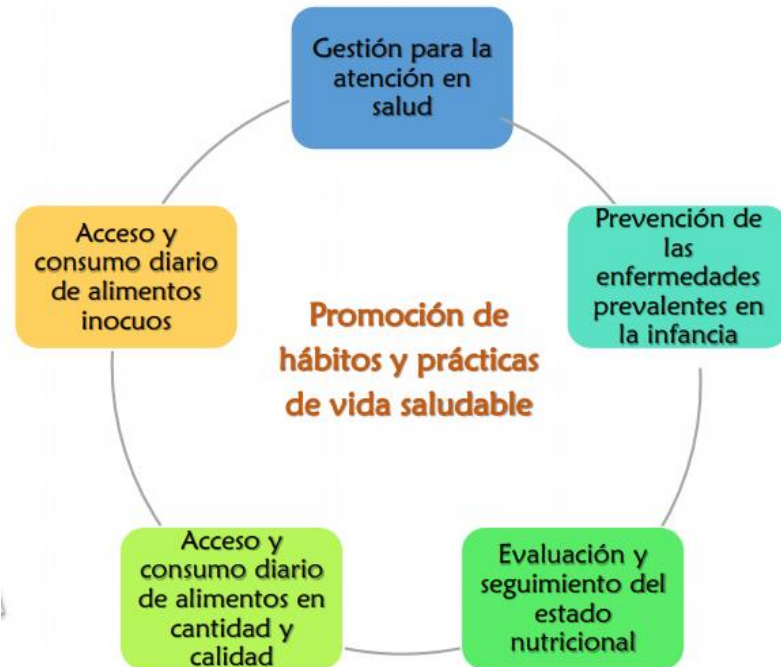 Gestión para la
atención en
salud
Prevención de
las
enfermedades
prevalentes en
la infancia
Evaluación y
seguimiento del
estado
nutricional
Acceso y
consumo diario
de alimentos en
cantidad y
calidad
Acceso y
consumo diario
de alimentos
inocuos
Promoción de
hábitos y prácticas
de vida saludable